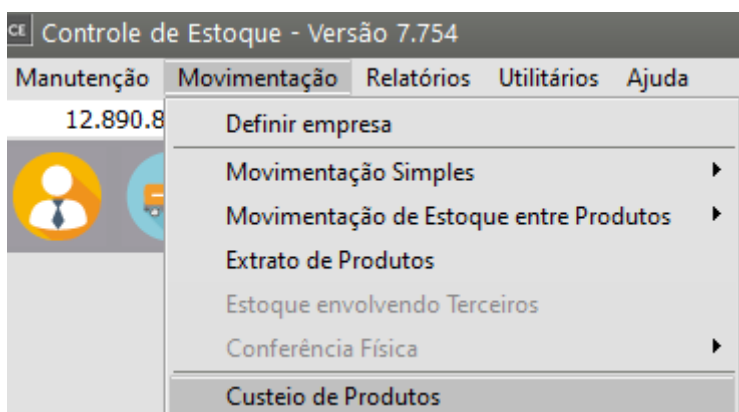 CE Controle de Estoque - Versão 7.754
Manutenção Movimentação Relatórios Utilitários Ajuda
12.890.8
Definir empresa
Movimentação Simples
Movimentação de Estoque entre Produtos
Extrato de Produtos
Estoque envolvendo Terceiros
Conferência Física
Custeio de Produtos